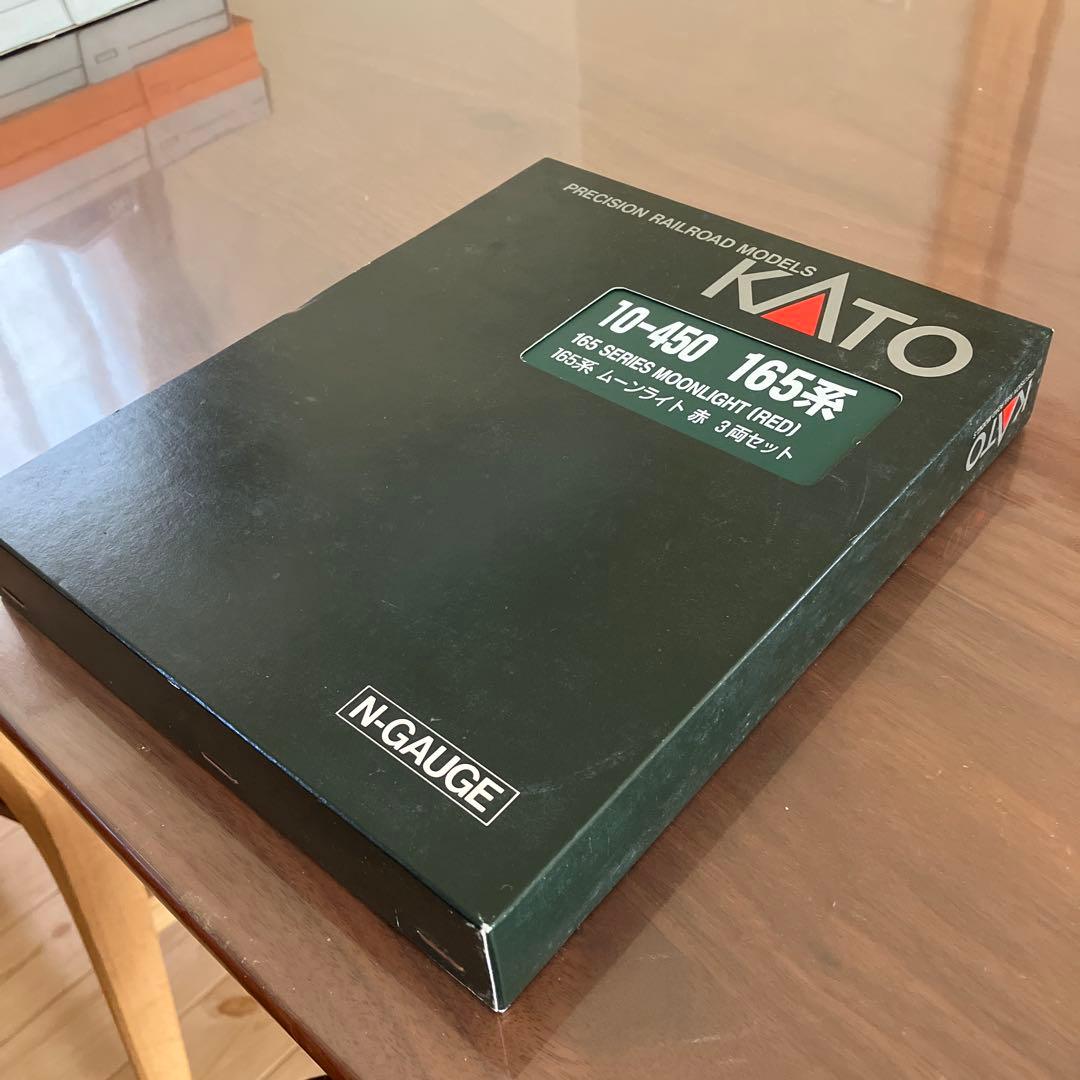 PRECISION RAILROAD MODELS
KATO
10-450 165系
165 SERIES MOONLIGHT (RED)
165系 ムーンライト 赤 3両セット
N-GAUGE
KATO